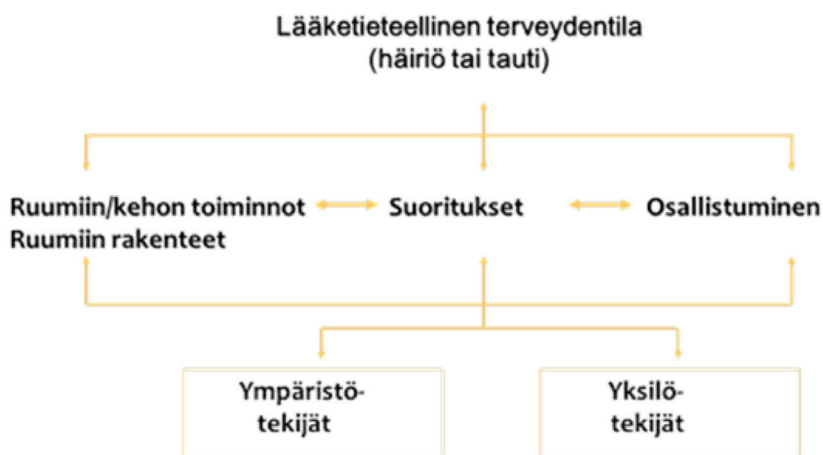 Lääketieteellinen terveydentila
(häiriö tai tauti)
Ruumiin/kehon toiminnot
Ruumiin rakenteet
Suoritukset
Osallistuminen
Ympäristö-
tekijät
Yksilö-
tekijät